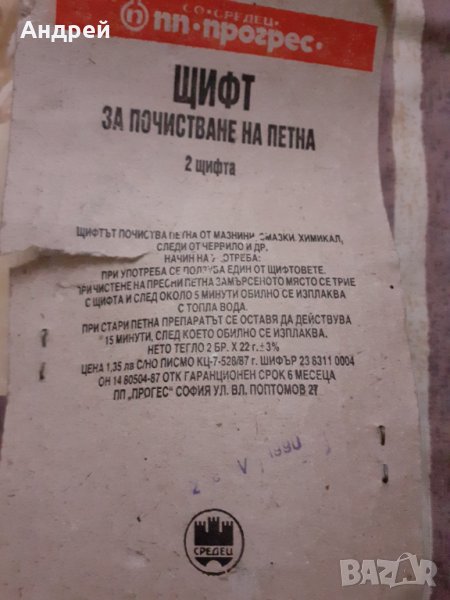 Андрей
СО "СРЕДЕЦ"
ПП "ПРОГРЕС"
ЩИФТ
ЗА ПОЧИСТВАНЕ НА ПЕТНА
2 щифта
ЩИФТЪТ ПОЧИСТВА ПЕТНА ОТ МАЗНИНИ, СМАЗКИ, ХИМИКАЛ,
СЛЕДИ ОТ ЧЕРВИЛО И ДР.
НАЧИН НА УПОТРЕБА:
ПРИ УПОТРЕБА СЕ ПОЛЗУВА ЕДИН ОТ ЩИФТОВЕТЕ.
ПРИ ЧИСТЕНЕ НА ПРЕСНИ ПЕТНА ЗАМЪРСЕНОТО МЯСТО СЕ ТРИЕ
С ЩИФТА И СЛЕД ОКОЛО 5 МИНУТИ ОБИЛНО СЕ ИЗПЛАКВА
С ТОПЛА ВОДА.
ПРИ СТАРИ ПЕТНА ПРЕПАРАТЪТ СЕ ОСТАВЯ ДА ДЕЙСТВУВА
15 МИНУТИ, СЛЕД КОЕТО ОБИЛНО СЕ ИЗПЛАКВА.
НЕТО ТЕГЛО 2 БР. X 22 г. ±3%
ЦЕНА 1,35 лв. С/НО ПИСМО КЦ-7-528/87 г. ШИФЪР 23 8311 0004
ОН 14 80504-87 ОТК ГАРАНЦИОНЕН СРОК 6 МЕСЕЦА
ПП „ПРОГЕС" СОФИЯ УЛ. ВЛ. ПОПТОМОВ 27
V 1990
СРЕДЕЦ
BAZAR